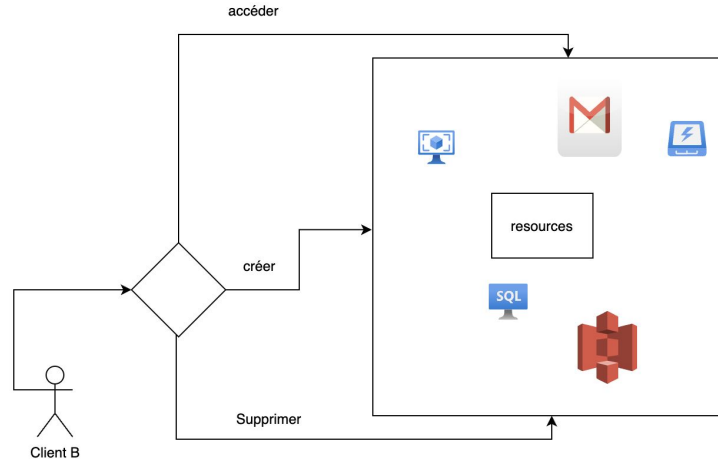 accéder
créer
resources
SQL
Supprimer
Client B